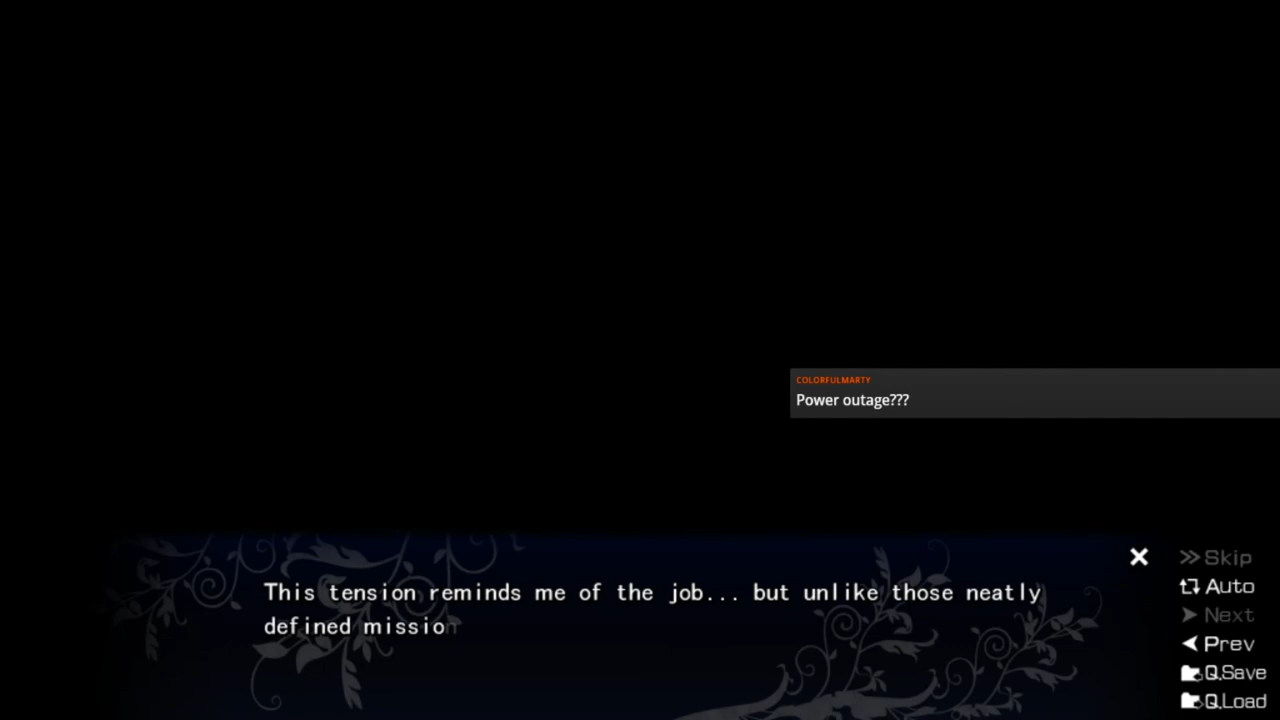 COLORFULMARTY
Power outage???
This tension reminds me of the job... but unlike those neatly
defined mission
Skip
Auto
Next
Prev
Q.Save
Q.Load